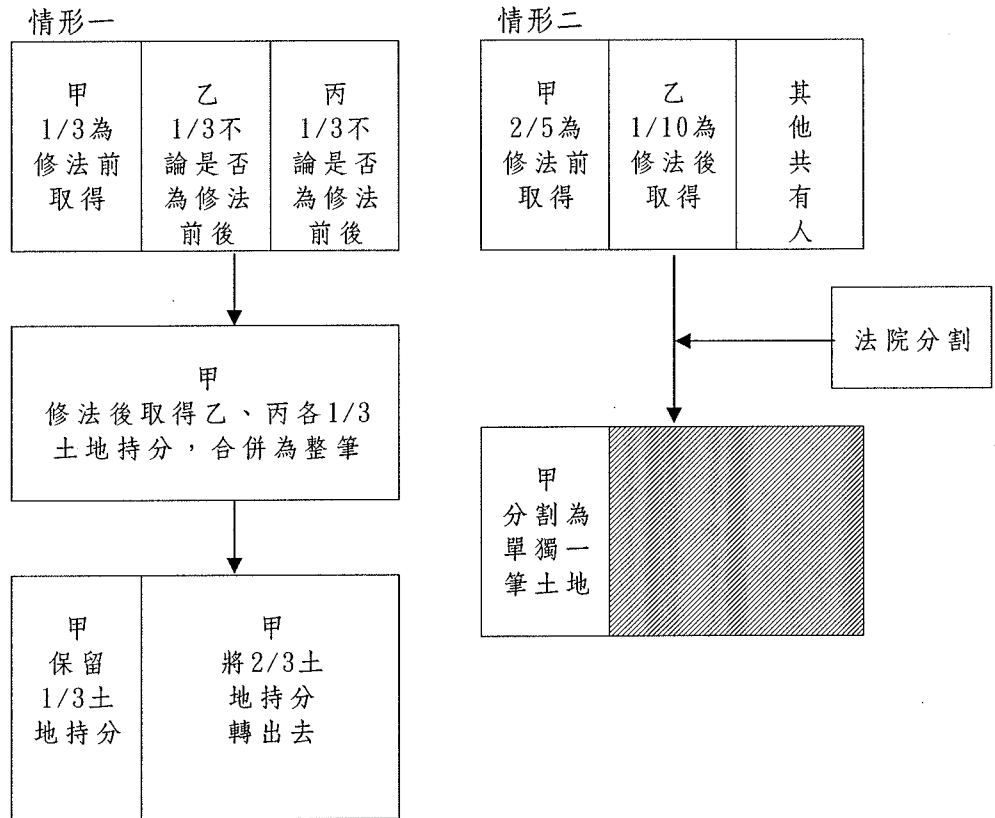 情形一
甲
1/3為
修法前
取得
乙
1/3不
論是否
為修法
前後
丙
1/3不
論是否
為修法
前後
甲
修法後取得乙、丙各1/3
土地持分，合併為整筆
甲
保留
1/3土
地持分
甲
將2/3土
地持分
轉出去
情形二
甲
2/5為
修法前
取得
乙
1/10為
修法後
取得
其
他
共
有
人
法院分割
甲
分割為
單獨一
筆土地